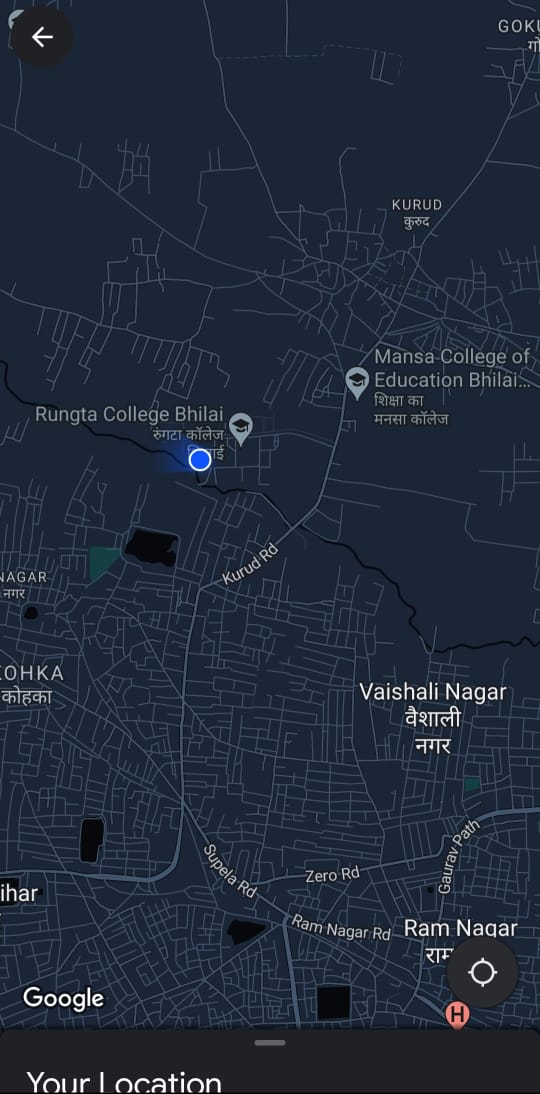 GOKU
गो
KURUD
कुरुद
Mansa College of
Education Bhilai...
शिक्षा का
मनसा कॉलेज
Rungta College Bhilai
रुंगटा कॉलेज
Kurud Rd
NAGAR
नगर
KOHKA
कोहका
Vaishali Nagar
वैशाली
नगर
Gaurav Path
Supela Rd
Zero Rd
ihar
Ram Nagar Rd
Ram Nagar
राम
Google
H
Your Location